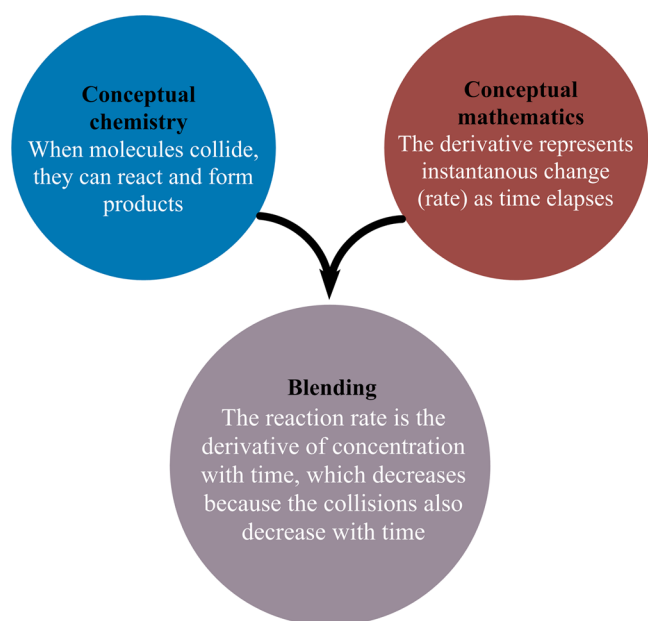 Conceptual
chemistry
When molecules collide,
they can react and form
products
Conceptual
mathematics
The derivative represents
instantanous change
(rate) as time elapses
Blending
The reaction rate is the
derivative of concentration
with time, which decreases
because the collisions also
decrease with time